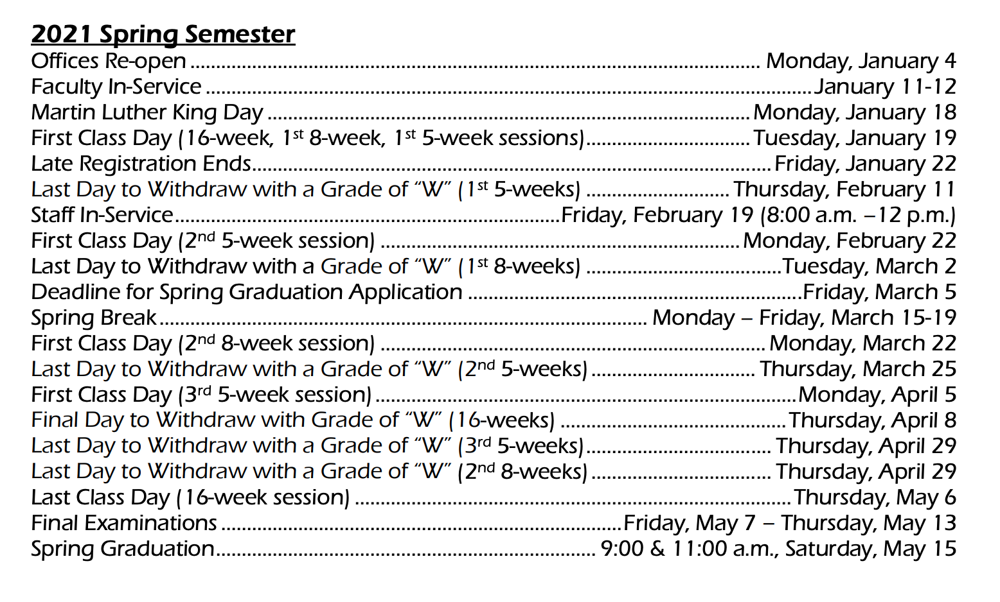 2021 Spring Semester
Offices Re-open ........ Monday, January 4
Faculty In-Service ........ January 11-12
Martin Luther King Day ........ Monday, January 18
First Class Day (16-week, 1st 8-week, 1st 5-week sessions) ........ Tuesday, January 19
Late Registration Ends ........ Friday, January 22
Last Day to Withdraw with a Grade of “W” (1st 5-weeks) ........ Thursday, February 11
Staff In-Service ........ Friday, February 19 (8:00 a.m. –12 p.m.)
First Class Day (2nd 5-week session) ........ Monday, February 22
Last Day to Withdraw with a Grade of “W” (1st 8-weeks) ........ Tuesday, March 2
Deadline for Spring Graduation Application ........ Friday, March 5
Spring Break ........ Monday – Friday, March 15-19
First Class Day (2nd 8-week session) ........ Monday, March 22
Last Day to Withdraw with a Grade of “W” (2nd 5-weeks) ........ Thursday, March 25
First Class Day (3rd 5-week session) ........ Monday, April 5
Final Day to Withdraw with Grade of “W” (16-weeks) ........ Thursday, April 8
Last Day to Withdraw with a Grade of “W” (3rd 5-weeks) ........ Thursday, April 29
Last Day to Withdraw with a Grade of “W” (2nd 8-weeks) ........ Thursday, April 29
Last Class Day (16-week session) ........ Thursday, May 6
Final Examinations ........ Friday, May 7 – Thursday, May 13
Spring Graduation ........ 9:00 & 11:00 a.m., Saturday, May 15